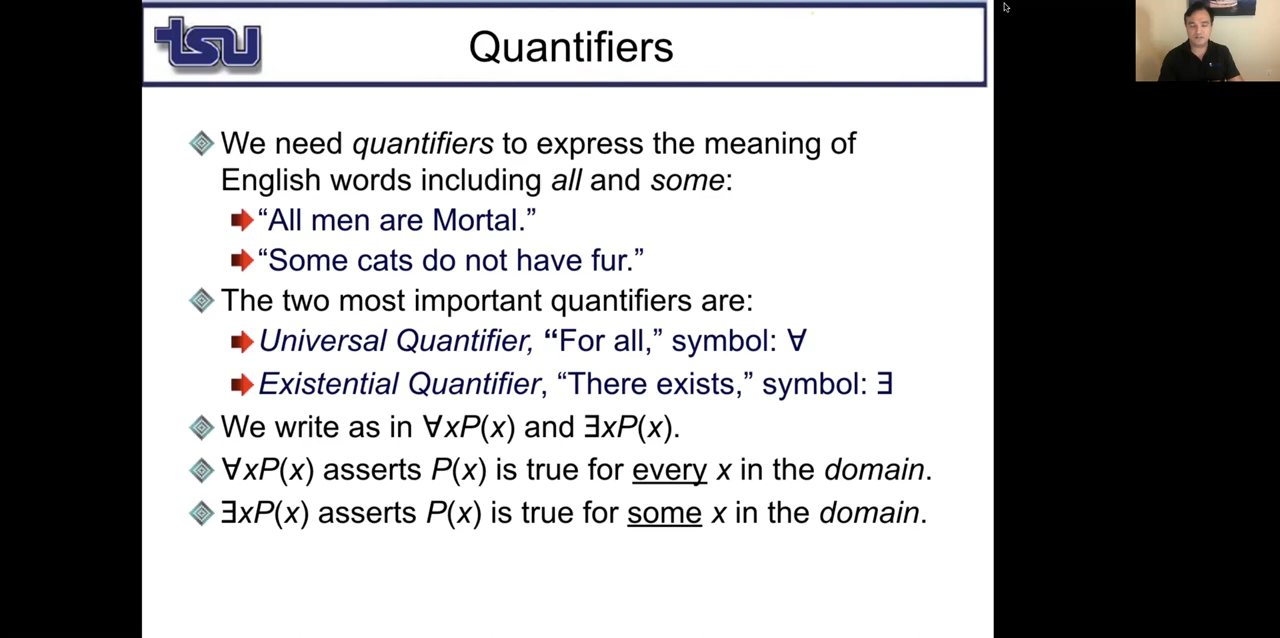 tsu
Quantifiers
We need quantifiers to express the meaning of
English words including all and some:
“All men are Mortal.”
“Some cats do not have fur.”
The two most important quantifiers are:
Universal Quantifier, “For all,” symbol: ∀
Existential Quantifier, “There exists,” symbol: ∃
We write as in ∀xP(x) and ∃xP(x).
∀xP(x) asserts P(x) is true for every x in the domain.
∃xP(x) asserts P(x) is true for some x in the domain.